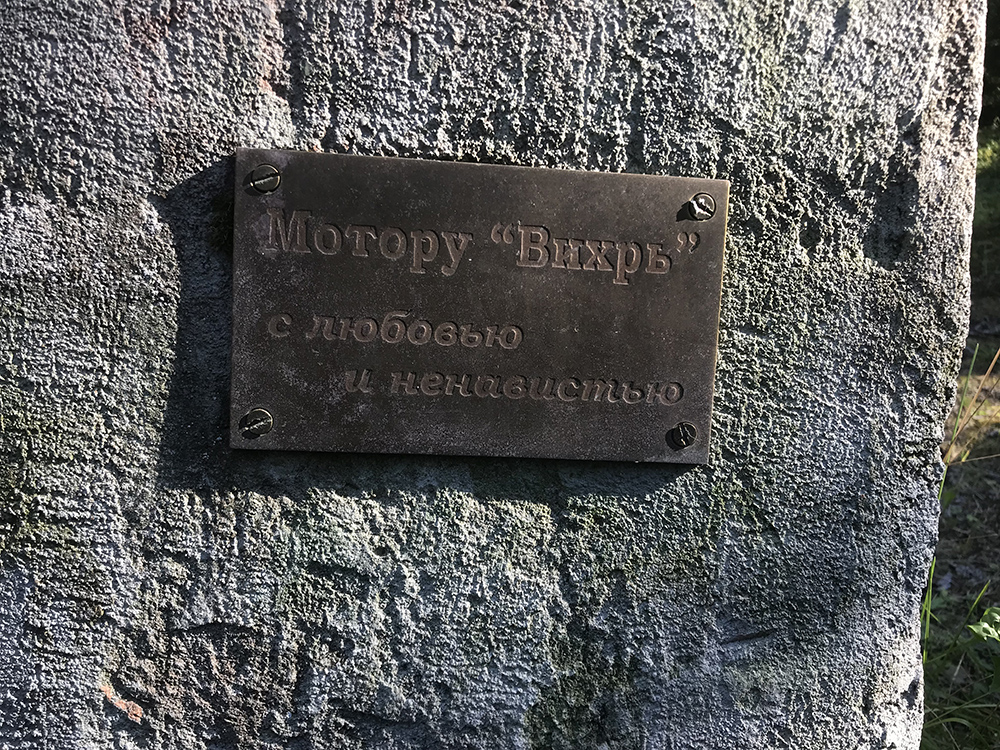 Мотору “Вихрь”
с любовью
и ненавистью